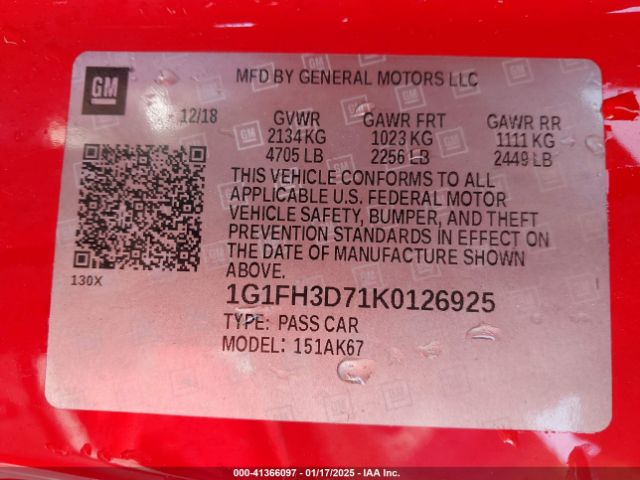 GM
MFD BY GENERAL MOTORS LLC
12/18 GVWR GAWR FRT GAWR RR
2134 KG 1023 KG 1111 KG
4705 LB 2256 LB 2449 LB
THIS VEHICLE CONFORMS TO ALL
APPLICABLE U.S. FEDERAL MOTOR
VEHICLE SAFETY, BUMPER, AND THEFT
PREVENTION STANDARDS IN EFFECT ON
THE DATE OF MANUFACTURE SHOWN
ABOVE.
130X
1G1FH3D71K0126925
TYPE: PASS CAR
MODEL: 151AK67
000-41366097 - 01/17/2025 - IAA Inc.